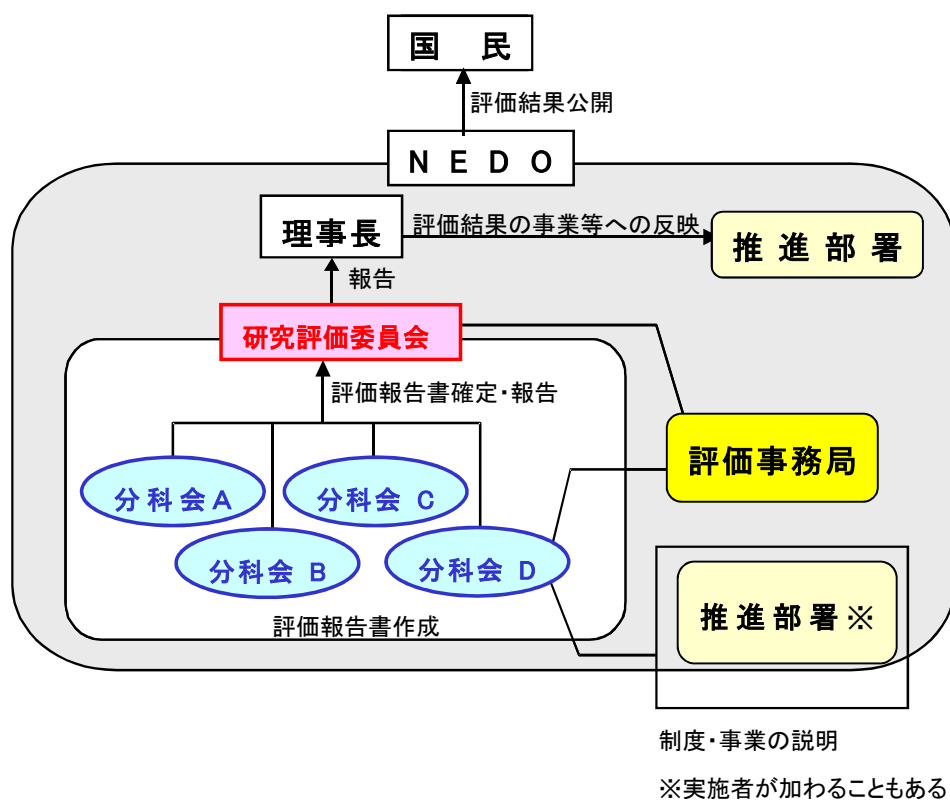 国 民
評価結果公開
N E D O
理事長
評価結果の事業等への反映
推 進 部 署
報告
研究評価委員会
評価報告書確定・報告
評価事務局
分科会A
分科会 C
分科会 B
分科会 D
推進部署※
評価報告書作成
制度・事業の説明
※実施者が加わることもある